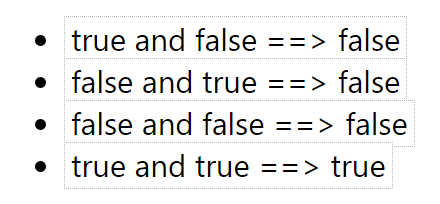 • true and false ==> false
• false and true ==> false
• false and false ==> false
• true and true ==> true